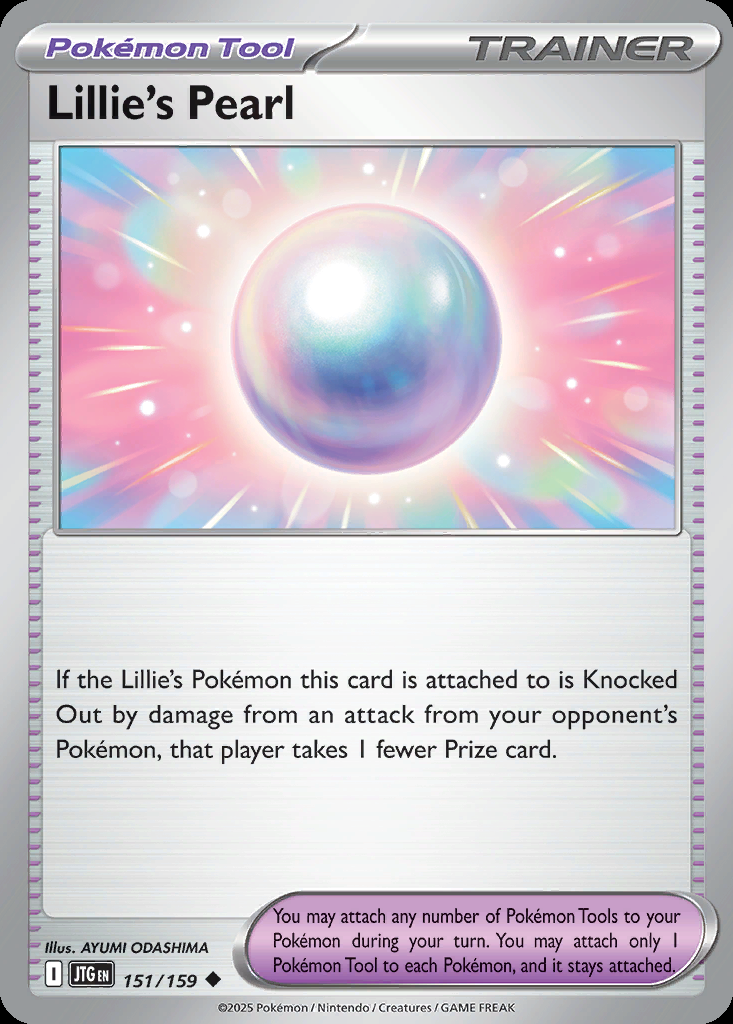 Pokémon Tool
TRAINER
Lillie's Pearl
If the Lillie's Pokémon this card is attached to is Knocked
Out by damage from an attack from your opponent's
Pokémon, that player takes 1 fewer Prize card.
You may attach any number of Pokémon Tools to your
Pokémon during your turn. You may attach only 1
Pokémon Tool to each Pokémon, and it stays attached.
Illus. AYUMI ODASHIMA
I JTG EN 151/159
©2025 Pokémon / Nintendo / Creatures / GAME FREAK